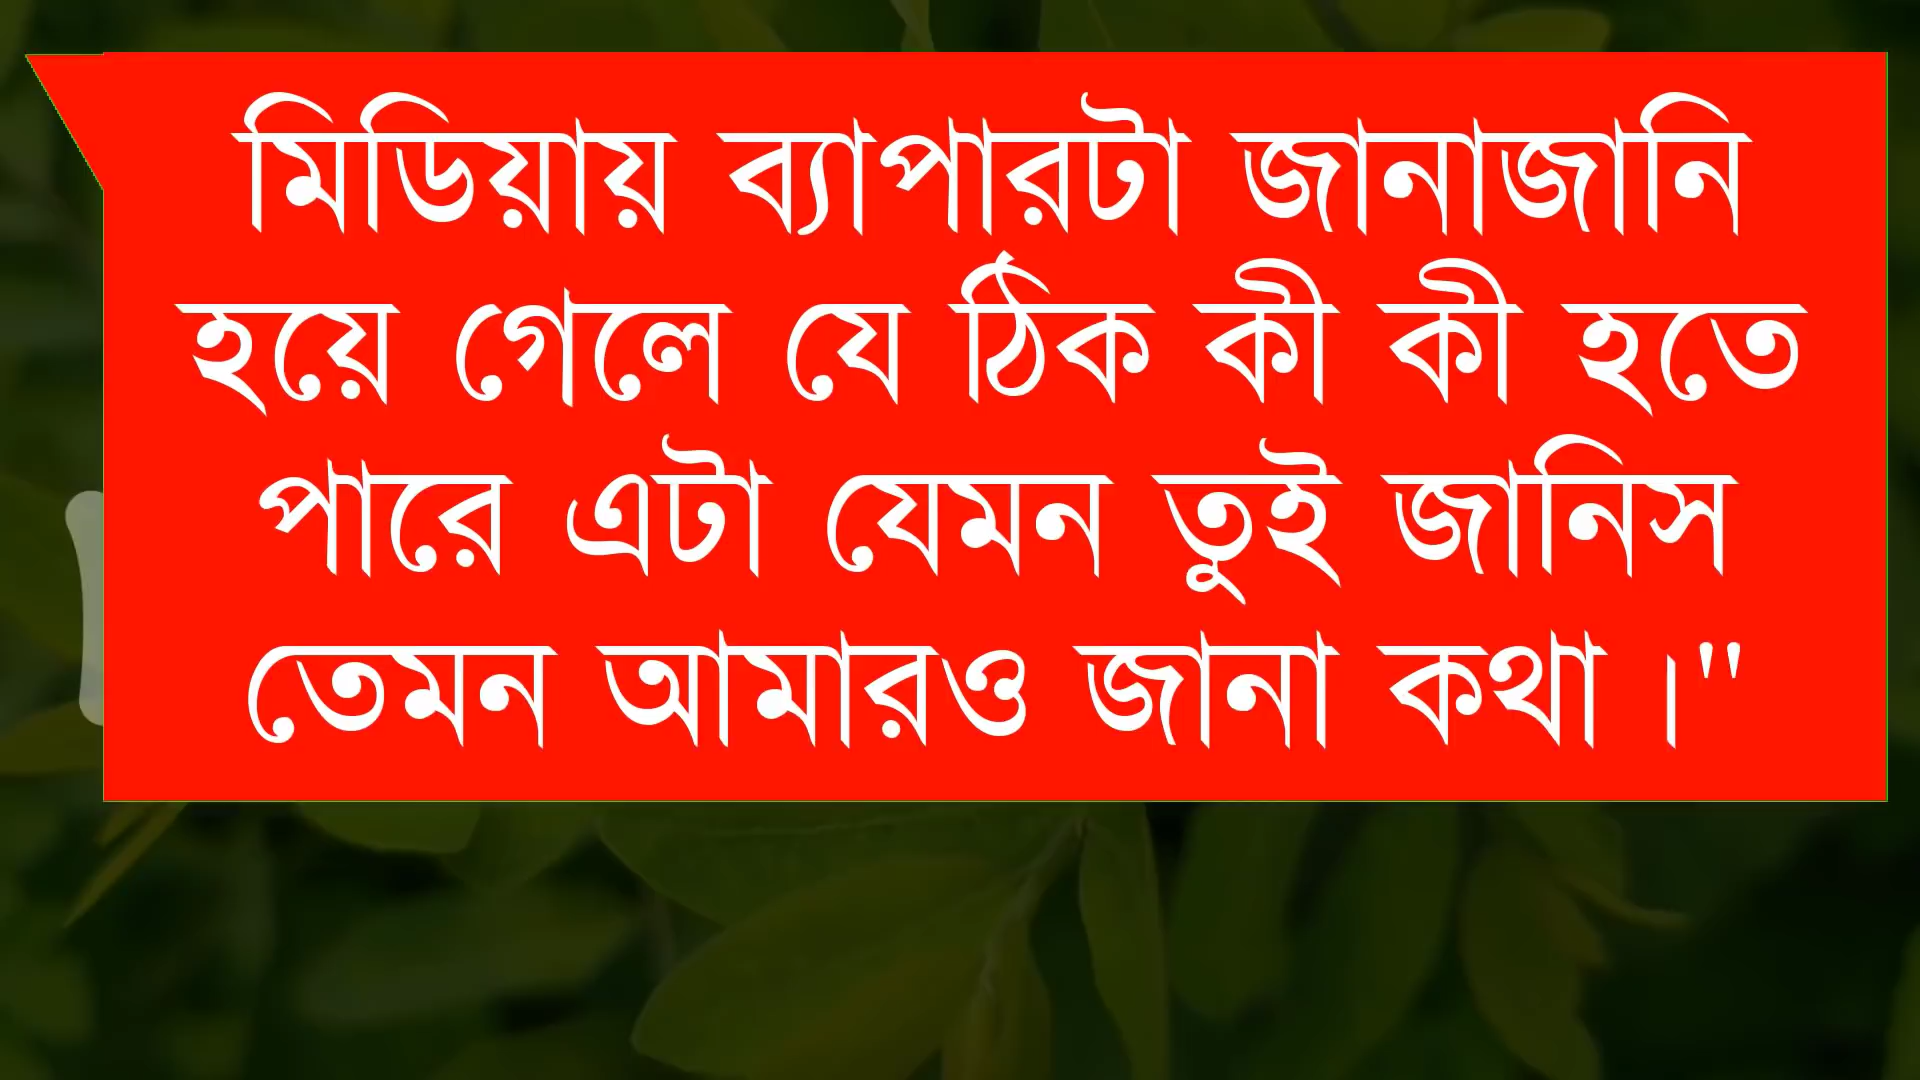 মিডিয়ায় ব্যাপারটা জানাজানি
হয়ে গেলে যে ঠিক কী কী হতে
পারে এটা যেমন তুই জানিস
তেমন আমারও জানা কথা ।"